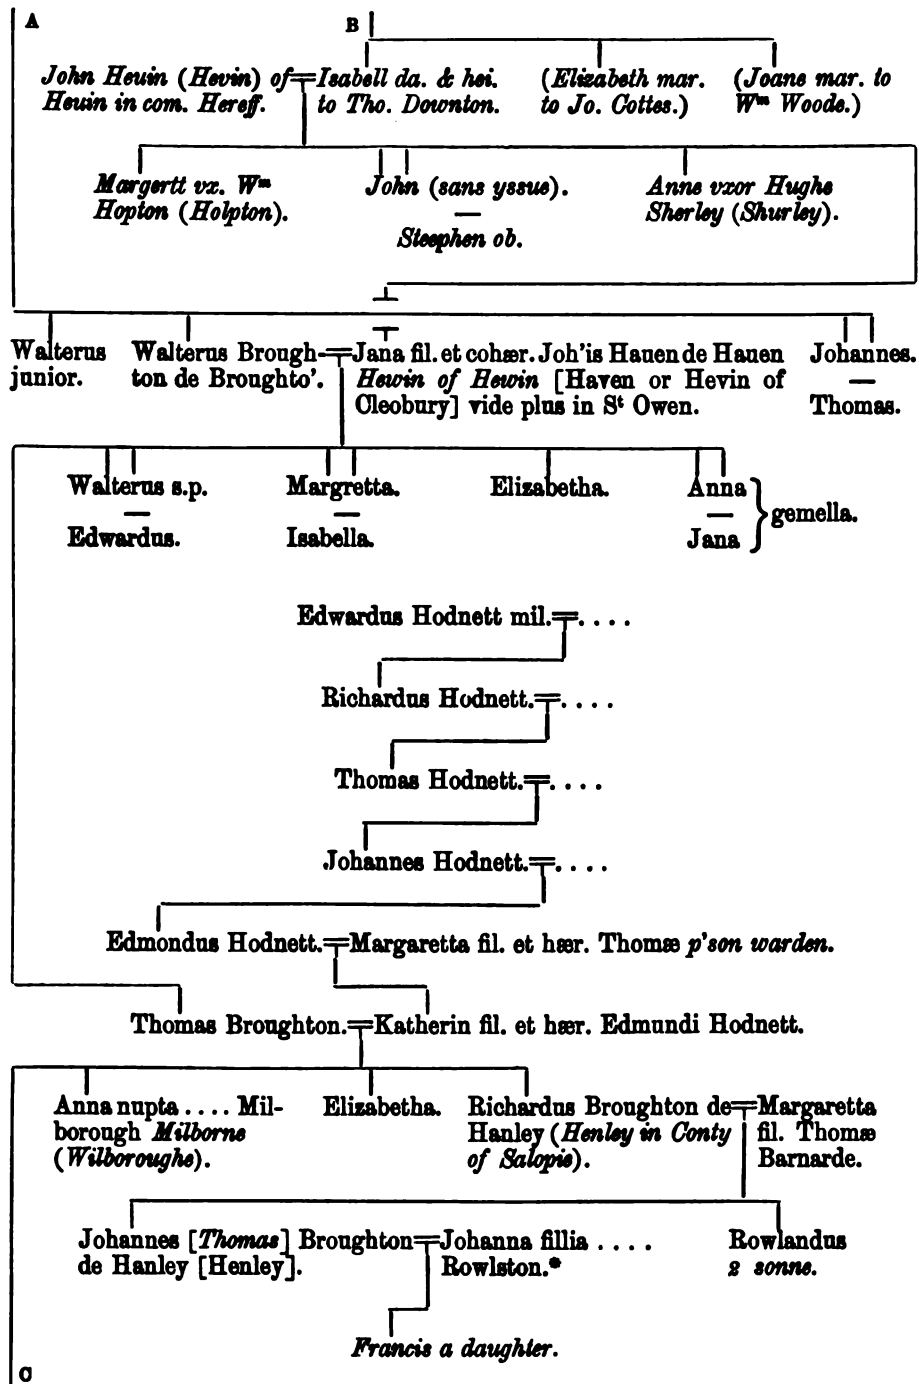 A
B
John Heuin (Hevin) of Isabell da. & hei. (Elizabeth mar. (Joane mar. to
Heuin in com. Hereff. to Tho. Downton. to Jo. Cottes.) Wm Woode.)
Margertt vx. Wm John (sans yssue). Anne vxor Hughe
Hopton (Holpton). — Sherley (Shurley).
Steephen ob.
Walterus Walterus Brough- Jana fil. et cohær. Joh'is Hauen de Hauen Johannes.
junior. ton de Broughto'. Hewin of Hewin [Haven or Hevin of —
Cleobury] vide plus in St Owen. Thomas.
Walterus s.p. Margretta. Elizabetha. Anna
— — — gemella.
Edwardus. Isabella. Jana
Edwardus Hodnett mil. . . . .
Richardus Hodnett. . . . .
Thomas Hodnett. . . . .
Johannes Hodnett. . . . .
Edmondus Hodnett. Margaretta fil. et hær. Thomæ p'son warden.
Thomas Broughton. Katherin fil. et hær. Edmundi Hodnett.
Anna nupta . . . . Mil- Elizabetha. Richardus Broughton de Margaretta
borough Milborne Hanley (Henley in Conty fil. Thomæ
(Wilboroughe). of Salopie). Barnarde.
Johannes [Thomas] Broughton Johanna fillia . . . . Rowlandus
de Hanley [Henley]. Rowlston.* 2 sonne.
Francis a daughter.
C